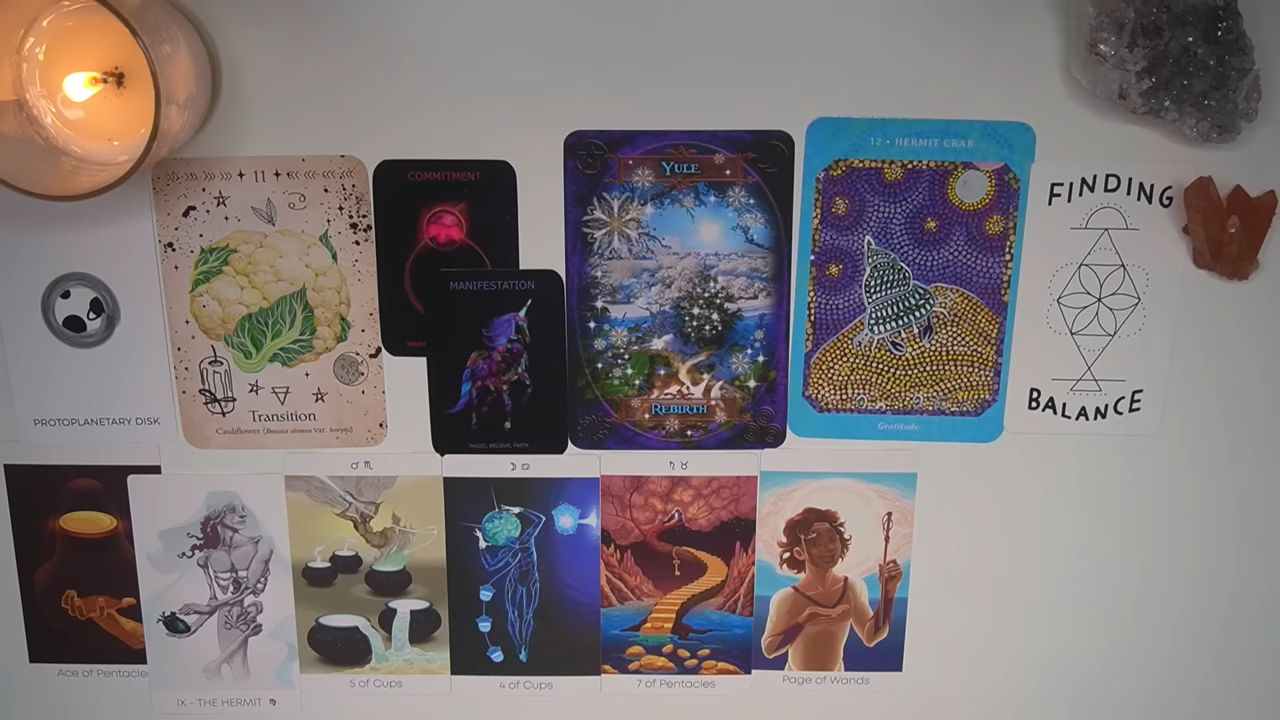 PROTOPLANETARY DISK
11
Transition
COMMITMENT
MANIFESTATION
MAGIC, BELIEVE, FAITH
YULE
REBIRTH
12 • HERMIT CRAB
Gratitude
FINDING
BALANCE
Ace of Pentacles
IX - THE HERMIT ♍
♂ ♏
5 of Cups
☽ ♋
4 of Cups
♄ ♉
7 of Pentacles
Page of Wands